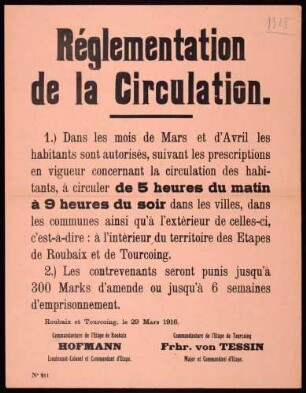 1318
Réglementation
de la Circulation.
1.) Dans les mois de Mars et d'Avril les
habitants sont autorisés, suivant les prescriptions
en vigueur concernant la circulation des habi-
tants, à circuler de 5 heures du matin
à 9 heures du soir dans les villes, dans
les communes ainsi qu'à l'extérieur de celles-ci,
c'est-à-dire : à l'intérieur du territoire des Etapes
de Roubaix et de Tourcoing.
2.) Les contrevenants seront punis jusqu'à
300 Marks d'amende ou jusqu'à 6 semaines
d'emprisonnement.
Roubaix et Tourcoing, le 29 Mars 1916.
Commandanture de l'Etape de Roubaix
HOFMANN
Lieutenant-Colonel et Commandant d'Etape.
Commandanture de l'Etape de Tourcoing
Frhr. von TESSIN
Major et Commandant d'Etape.